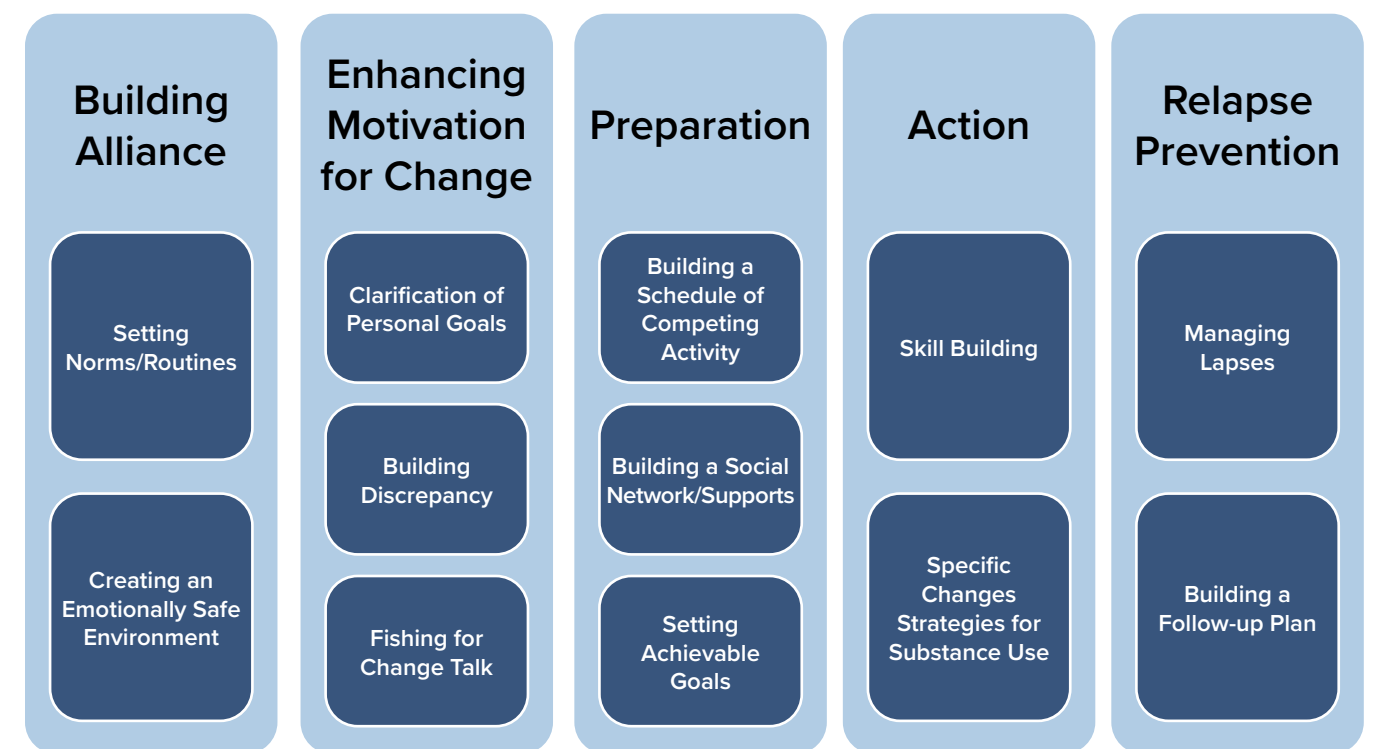 Building
Alliance
Setting
Norms/Routines
Creating an
Emotionally Safe
Environment
Enhancing
Motivation
for Change
Clarification of
Personal Goals
Building
Discrepancy
Fishing for
Change Talk
Preparation
Building a
Schedule of
Competing
Activity
Building a Social
Network/Supports
Setting
Achievable
Goals
Action
Skill Building
Specific
Changes
Strategies for
Substance Use
Relapse
Prevention
Managing
Lapses
Building a
Follow-up Plan